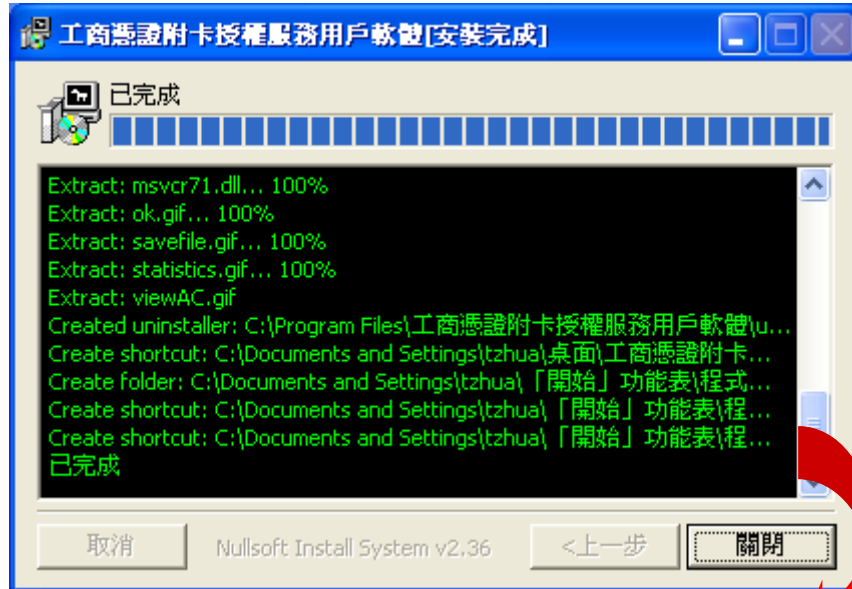 工商憑證附卡授權服務用戶軟體[安裝完成]
已完成
Extract: msvcr71.dll... 100%
Extract: ok.gif... 100%
Extract: savefile.gif... 100%
Extract: statistics.gif... 100%
Extract: viewAC.gif
Created uninstaller: C:\Program Files\工商憑證附卡授權服務用戶軟體\u...
Create shortcut: C:\Documents and Settings\tzhua\桌面\工商憑證附卡...
Create folder: C:\Documents and Settings\tzhua\「開始」功能表\程式...
Create shortcut: C:\Documents and Settings\tzhua\「開始」功能表\程...
Create shortcut: C:\Documents and Settings\tzhua\「開始」功能表\程...
已完成
取消 Nullsoft Install System v2.36 <上一步 關閉